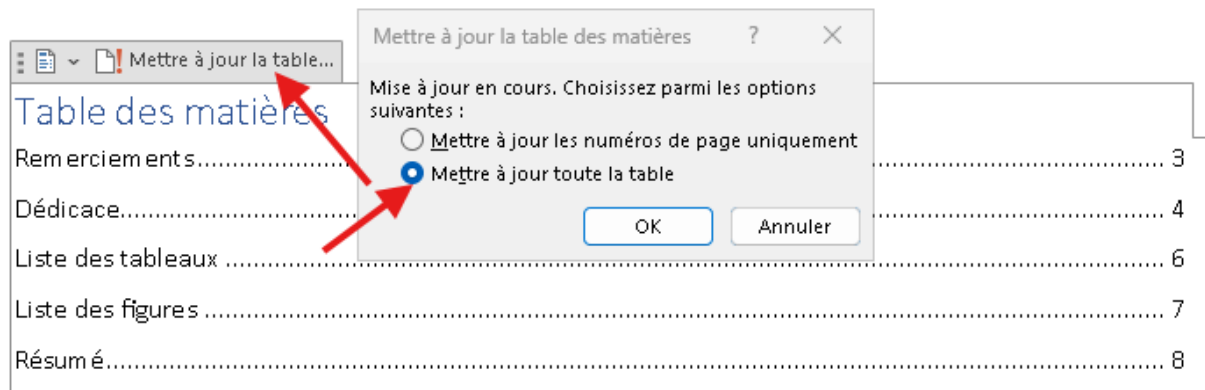 Mettre à jour la table des matières ? ×
Mettre à jour la table...
Mise à jour en cours. Choisissez parmi les options
suivantes :
Mettre à jour les numéros de page uniquement
Mettre à jour toute la table
OK Annuler
Table des matières
Remerciements 3
Dédicace 4
Liste des tableaux 6
Liste des figures 7
Résumé 8